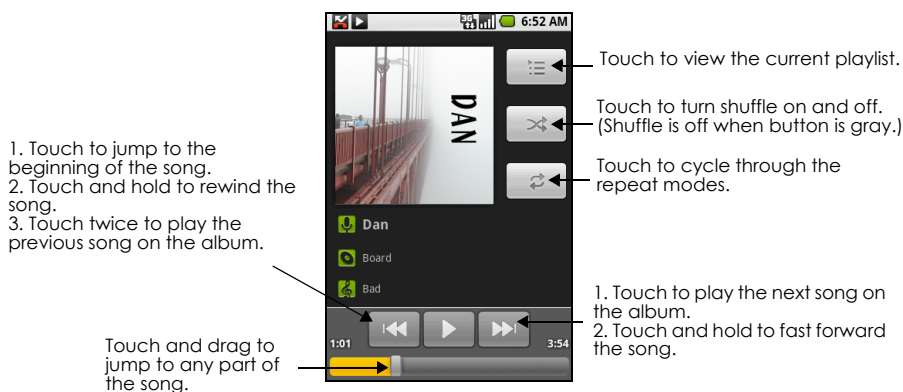 3G
6:52 AM
Touch to view the current playlist.
Touch to turn shuffle on and off.
(Shuffle is off when button is gray.)
Touch to cycle through the
repeat modes.
DAN
1. Touch to jump to the
beginning of the song.
2. Touch and hold to rewind the
song.
3. Touch twice to play the
previous song on the album.
Dan
Board
Bad
1. Touch to play the next song on
the album.
2. Touch and hold to fast forward
the song.
1:01
3:54
Touch and drag to
jump to any part of
the song.